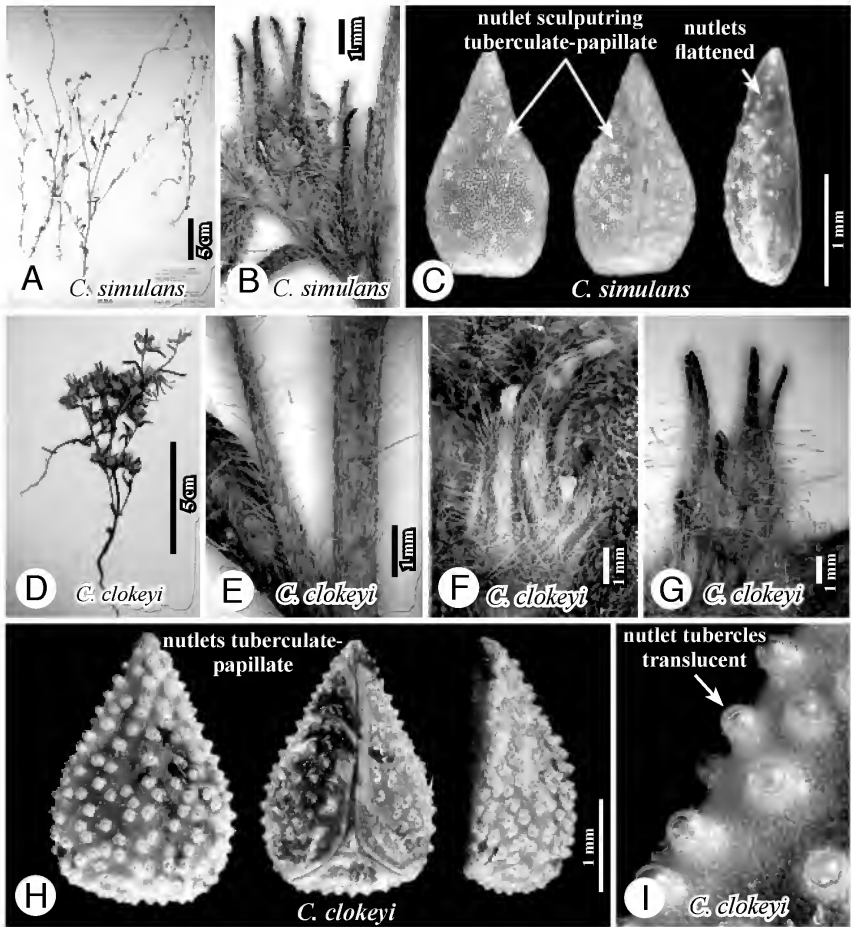 5cm
A
C. simulans
1mm
B
C. simulans
nutlet sculputring
tuberculate-papillate
nutlets
flattened
1 mm
C
C. simulans
5cm
D
C. clokeyi
1mm
E
C. clokeyi
1 mm
F
C. clokeyi
1 mm
G
C. clokeyi
nutlets tuberculate-
papillate
1 mm
H
C. clokeyi
nutlet tubercles
translucent
I
C. clokeyi